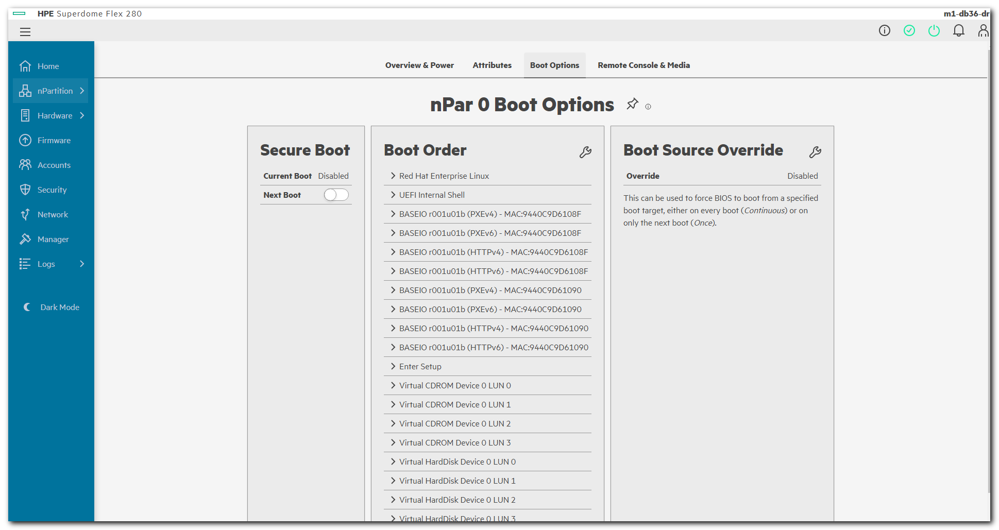 HPE Superdome Flex 280
m1-db36-dr
Home
nPartition
Hardware
Firmware
Accounts
Security
Network
Manager
Logs
Dark Mode
Overview & Power
Attributes
Boot Options
Remote Console & Media
nPar 0 Boot Options
Secure Boot
Current Boot Disabled
Next Boot
Boot Order
Red Hat Enterprise Linux
UEFI Internal Shell
BASEIO r001u01b (PXEv4) - MAC:9440C9D6108F
BASEIO r001u01b (PXEv6) - MAC:9440C9D6108F
BASEIO r001u01b (HTTPv4) - MAC:9440C9D6108F
BASEIO r001u01b (HTTPv6) - MAC:9440C9D6108F
BASEIO r001u01b (PXEv4) - MAC:9440C9D61090
BASEIO r001u01b (PXEv6) - MAC:9440C9D61090
BASEIO r001u01b (HTTPv4) - MAC:9440C9D61090
BASEIO r001u01b (HTTPv6) - MAC:9440C9D61090
Enter Setup
Virtual CDROM Device 0 LUN 0
Virtual CDROM Device 0 LUN 1
Virtual CDROM Device 0 LUN 2
Virtual CDROM Device 0 LUN 3
Virtual HardDisk Device 0 LUN 0
Virtual HardDisk Device 0 LUN 1
Virtual HardDisk Device 0 LUN 2
Virtual HardDisk Device 0 LUN 3
Boot Source Override
Override Disabled
This can be used to force BIOS to boot from a specified
boot target, either on every boot (Continuous) or on
only the next boot (Once).